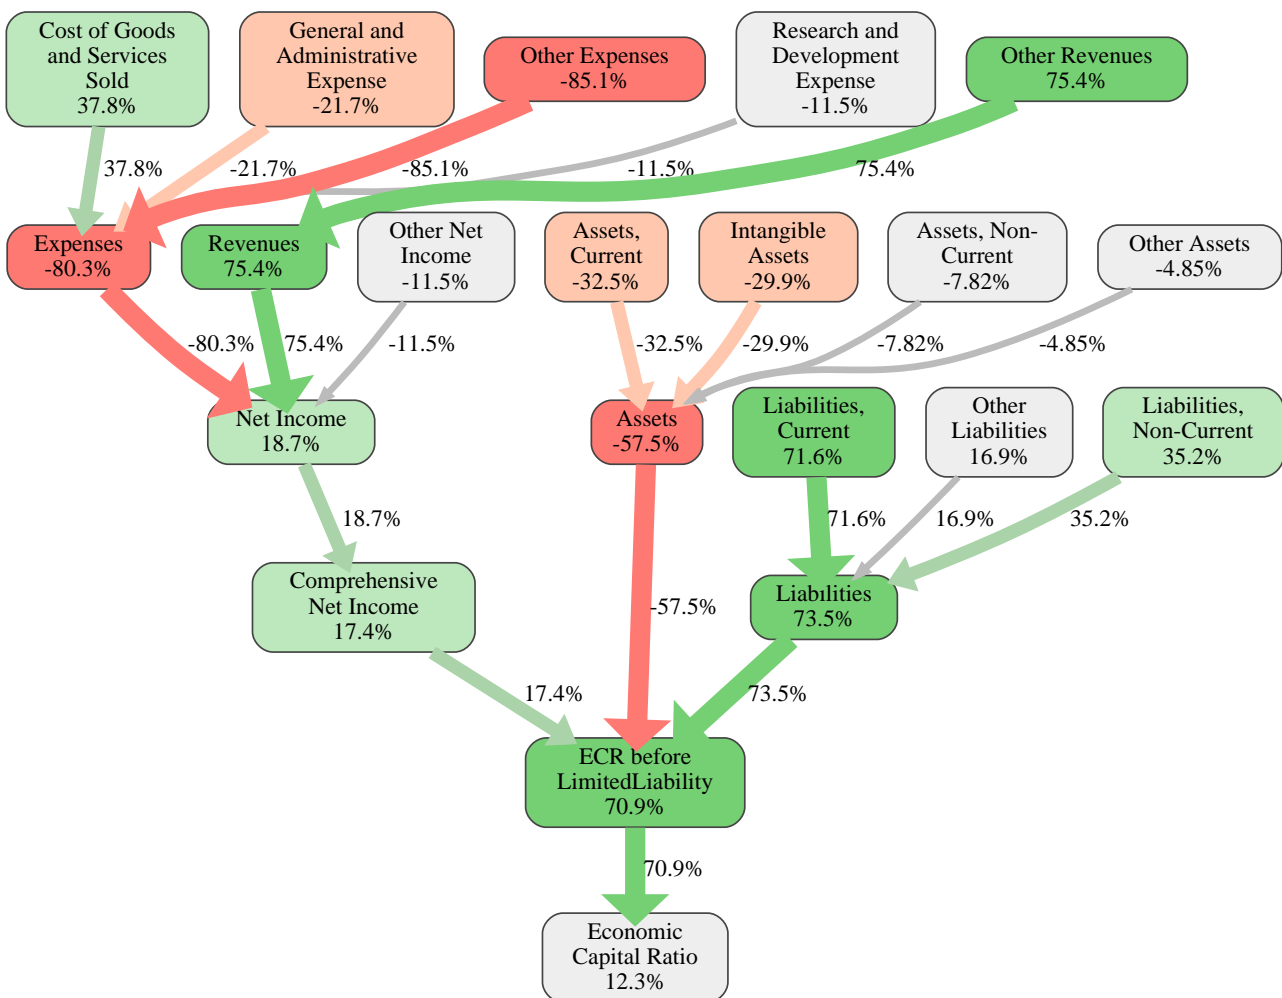 Cost of Goods
and Services
Sold
37.8%
General and
Administrative
Expense
-21.7%
Other Expenses
-85.1%
Research and
Development
Expense
-11.5%
Other Revenues
75.4%
37.8%
-21.7%
-85.1%
-11.5%
75.4%
Expenses
-80.3%
Revenues
75.4%
Other Net
Income
-11.5%
Assets,
Current
-32.5%
Intangible
Assets
-29.9%
Assets, Non-
Current
-7.82%
Other Assets
-4.85%
-80.3%
75.4%
-11.5%
-32.5%
-29.9%
-7.82%
-4.85%
Net Income
18.7%
Assets
-57.5%
Liabilities,
Current
71.6%
Other
Liabilities
16.9%
Liabilities,
Non-Current
35.2%
18.7%
71.6%
16.9%
35.2%
Comprehensive
Net Income
17.4%
-57.5%
Liabilities
73.5%
17.4%
73.5%
ECR before
LimitedLiability
70.9%
70.9%
Economic
Capital Ratio
12.3%